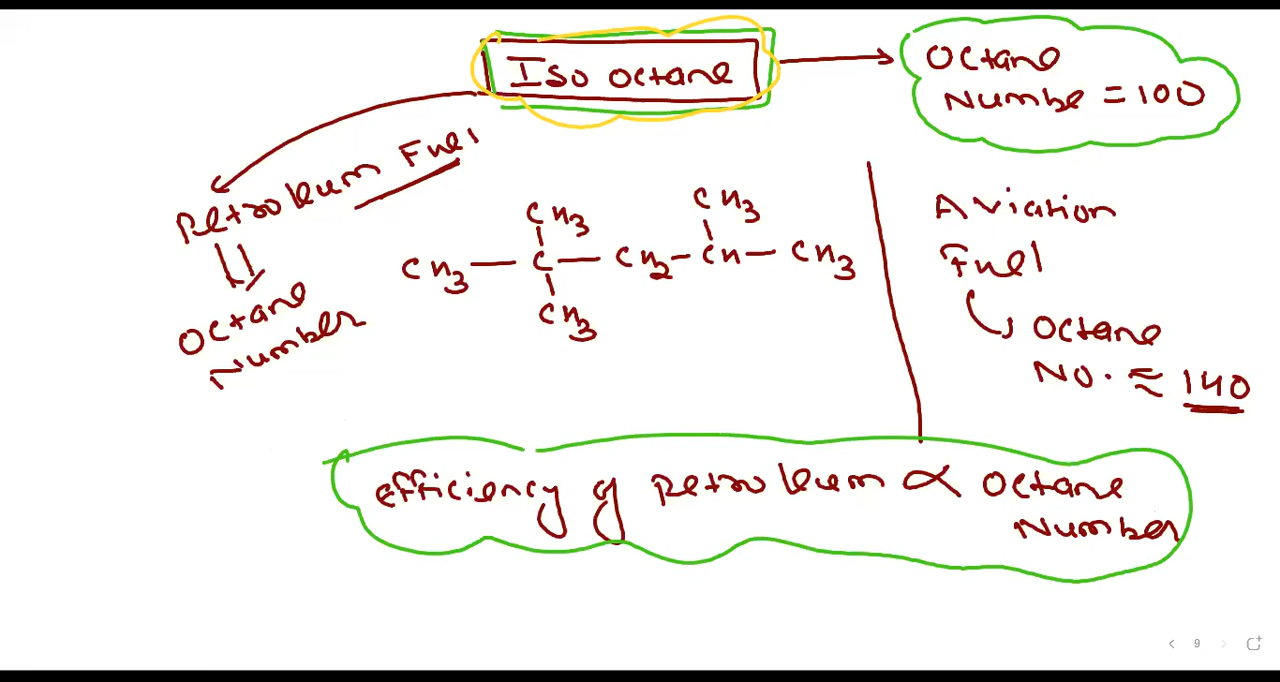 Iso octane
Octane
Numbe = 100
Petroleum Fuel
Octane
Number
CH3 CH3
CH3 — C — CH2 — CH — CH3
CH3
Aviation
Fuel
Octane
No. ≈ 140
Efficiency of Petroleum ∝ Octane
Number
9